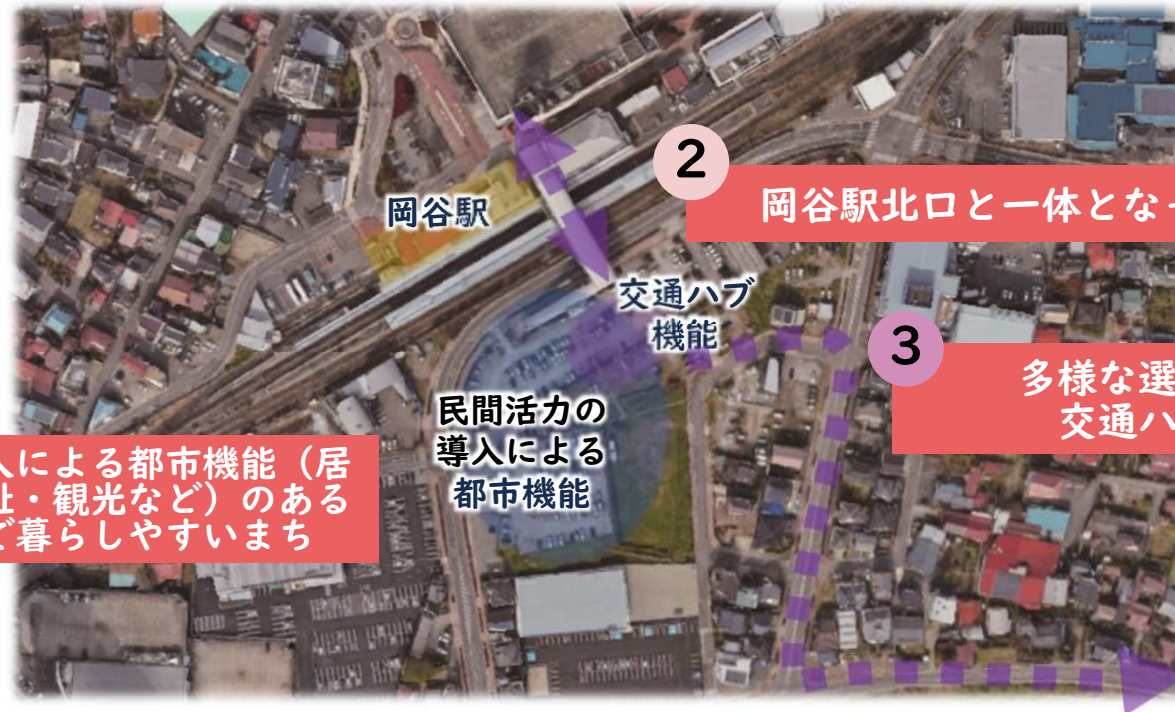 岡谷駅
2
岡谷駅北口と一体とな
交通ハブ
機能
3
多様な選
交通ハ
民間活力の
導入による
都市機能
による都市機能（居
・観光など）のある
暮らしやすいまち